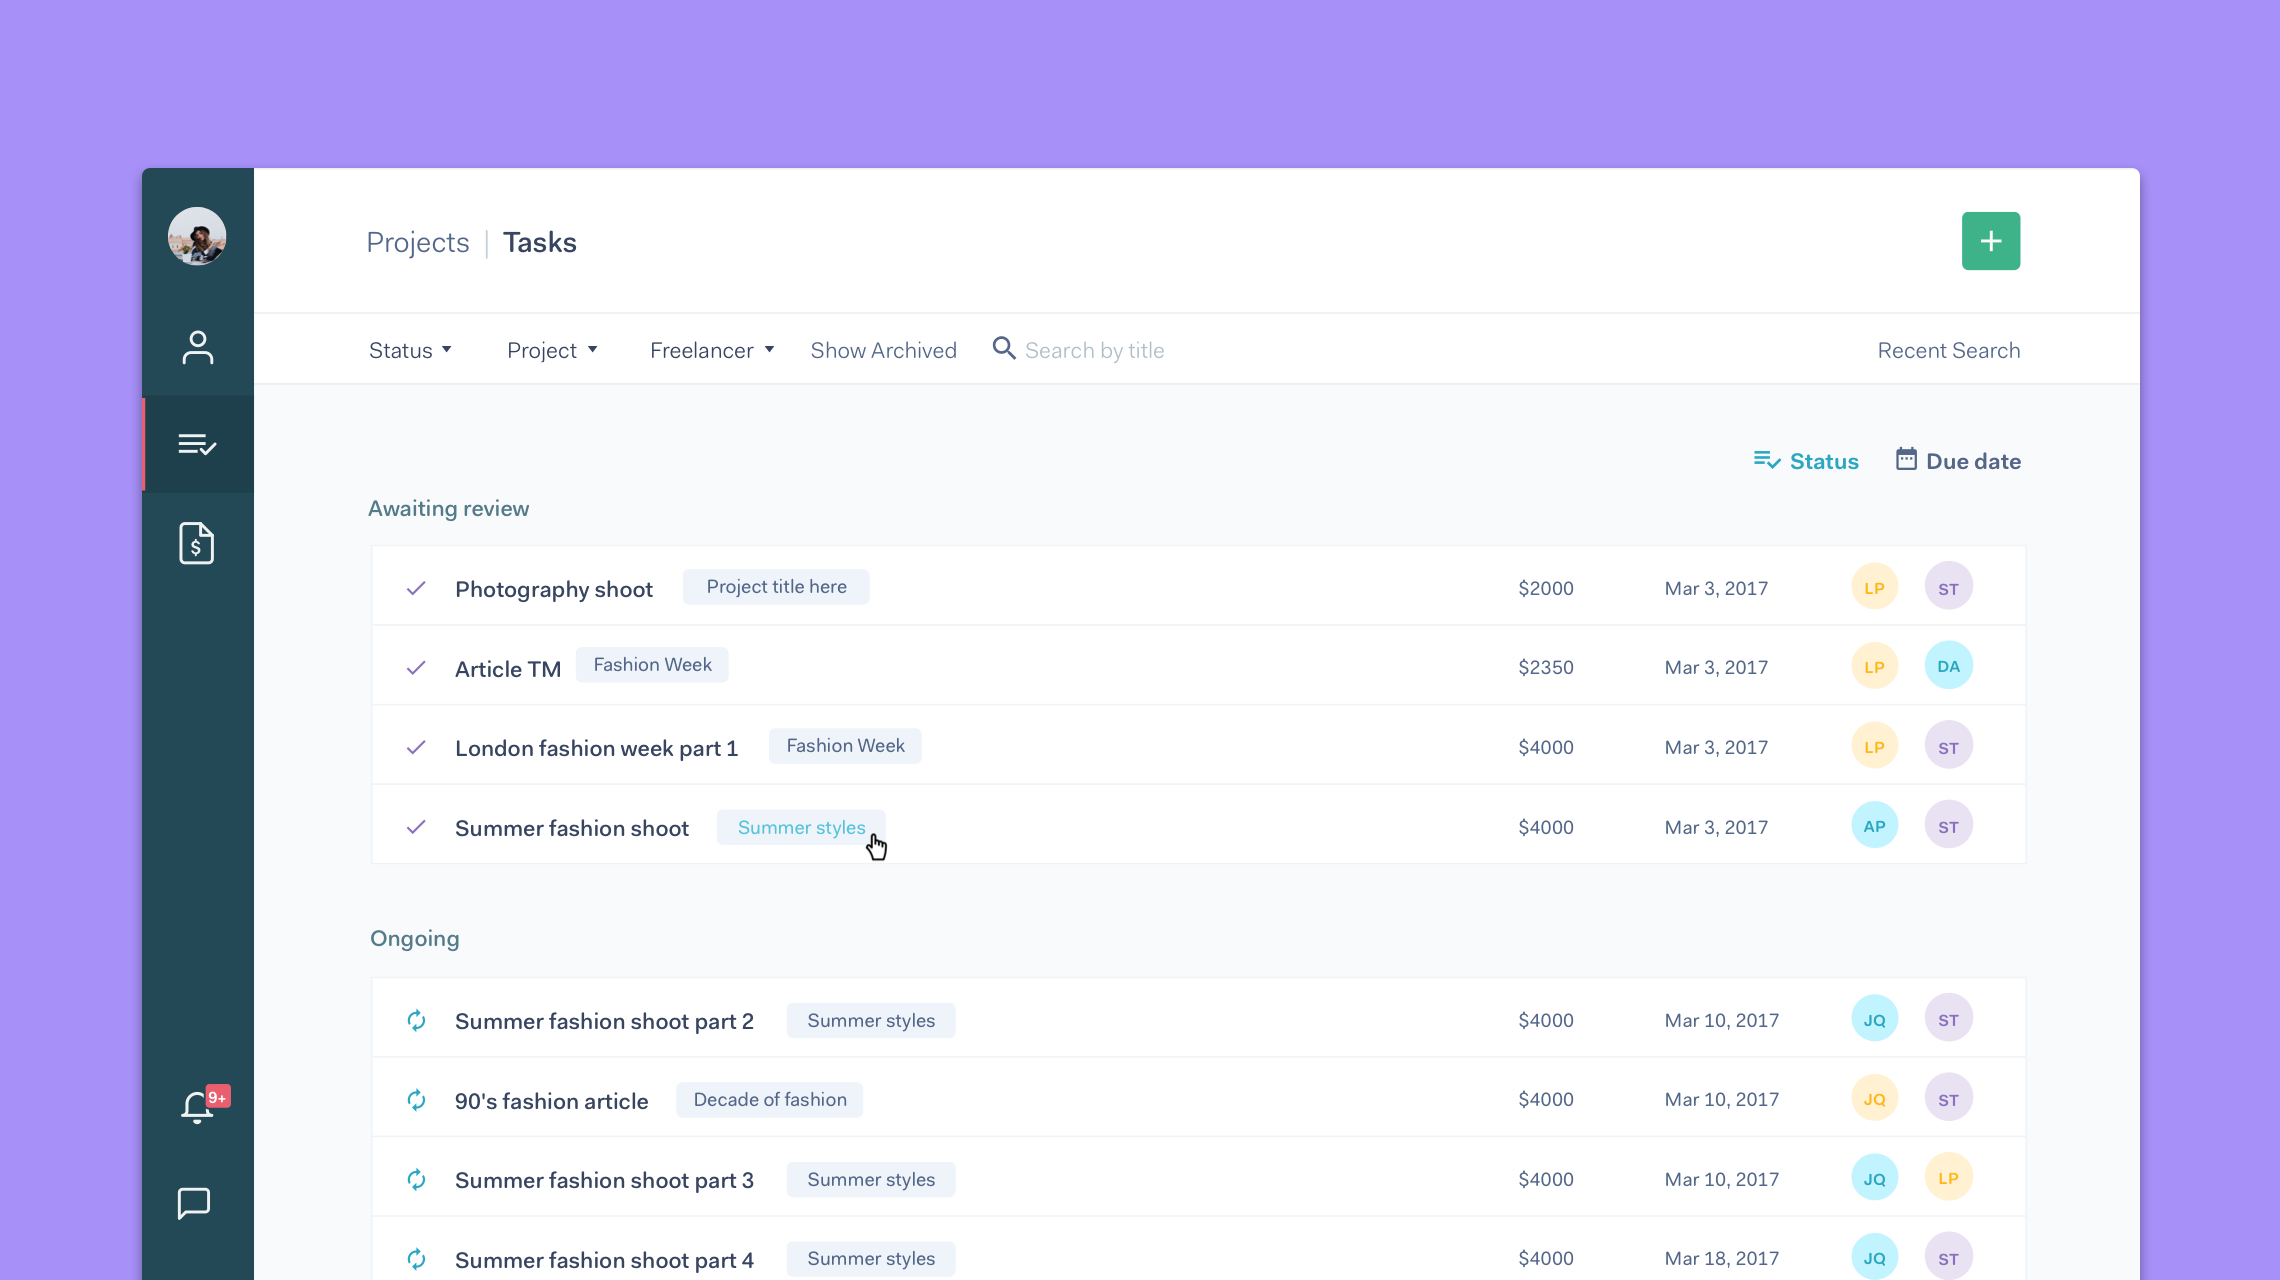 Projects | Tasks
+
Status Project Freelancer Show Archived Search by title Recent Search
Status Due date
Awaiting review
Photography shoot Project title here $2000 Mar 3, 2017 LP ST
Article TM Fashion Week $2350 Mar 3, 2017 LP DA
London fashion week part 1 Fashion Week $4000 Mar 3, 2017 LP ST
Summer fashion shoot Summer styles $4000 Mar 3, 2017 AP ST
Ongoing
Summer fashion shoot part 2 Summer styles $4000 Mar 10, 2017 JQ ST
90's fashion article Decade of fashion $4000 Mar 10, 2017 JQ ST
9+
Summer fashion shoot part 3 Summer styles $4000 Mar 10, 2017 JQ LP
Summer fashion shoot part 4 Summer styles $4000 Mar 18, 2017 JQ ST
$